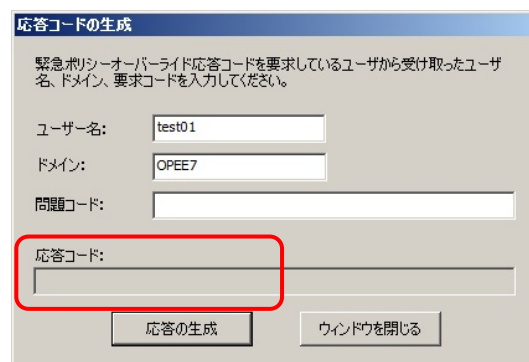 応答コードの生成
緊急ポリシーオーバーライド応答コードを要求しているユーザから受け取ったユーザ
名、ドメイン、要求コードを入力してください。
ユーザー名: test01
ドメイン: OPEE7
問題コード:
応答コード:
応答の生成 ウィンドウを閉じる